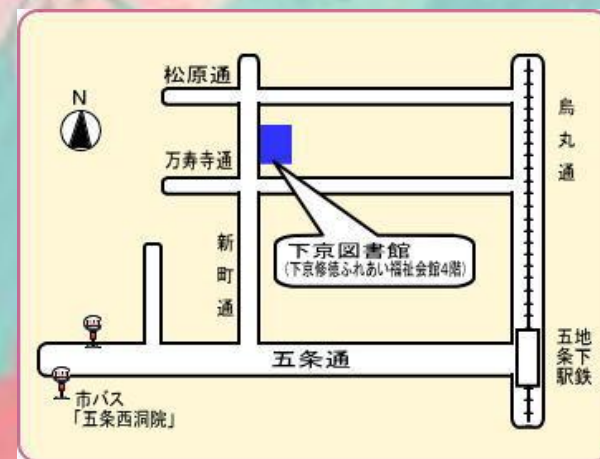 松原通
N
烏丸通
万寿寺通
新町通
下京図書館
(下京修徳ふれあい福祉会館4階)
五条通
地下鉄
五条駅
市バス
「五条西洞院」